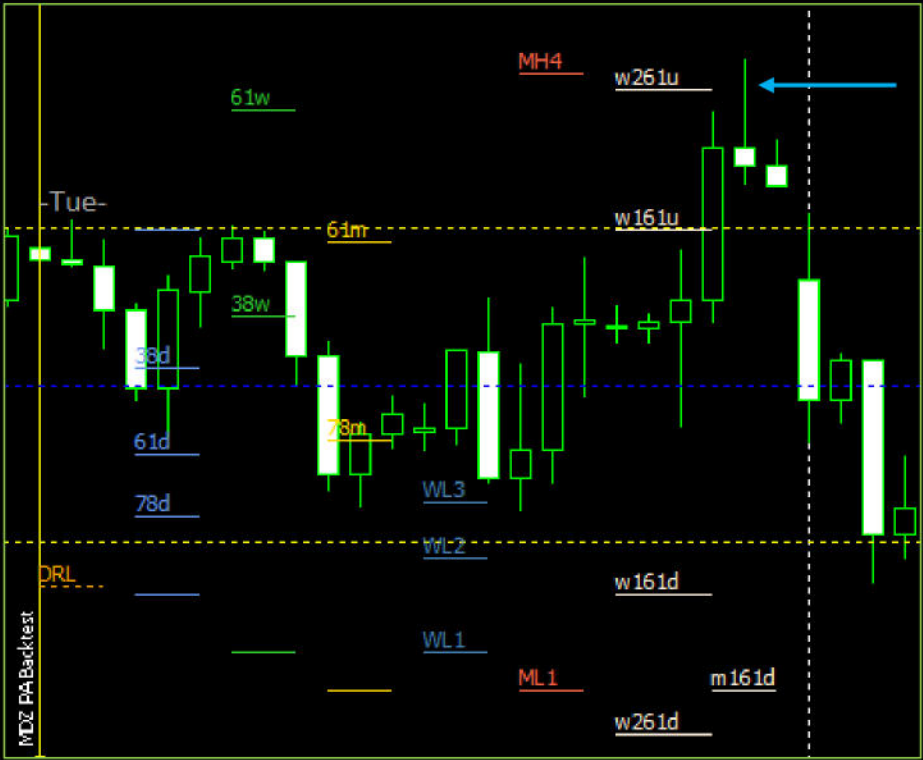 MH4
w261u
61w
-Tue-
w161u
61m
38w
38d
78m
61d
WL3
78d
WL2
DRL
w161d
WL1
ML1
m161d
w261d
MDZ PABacktest